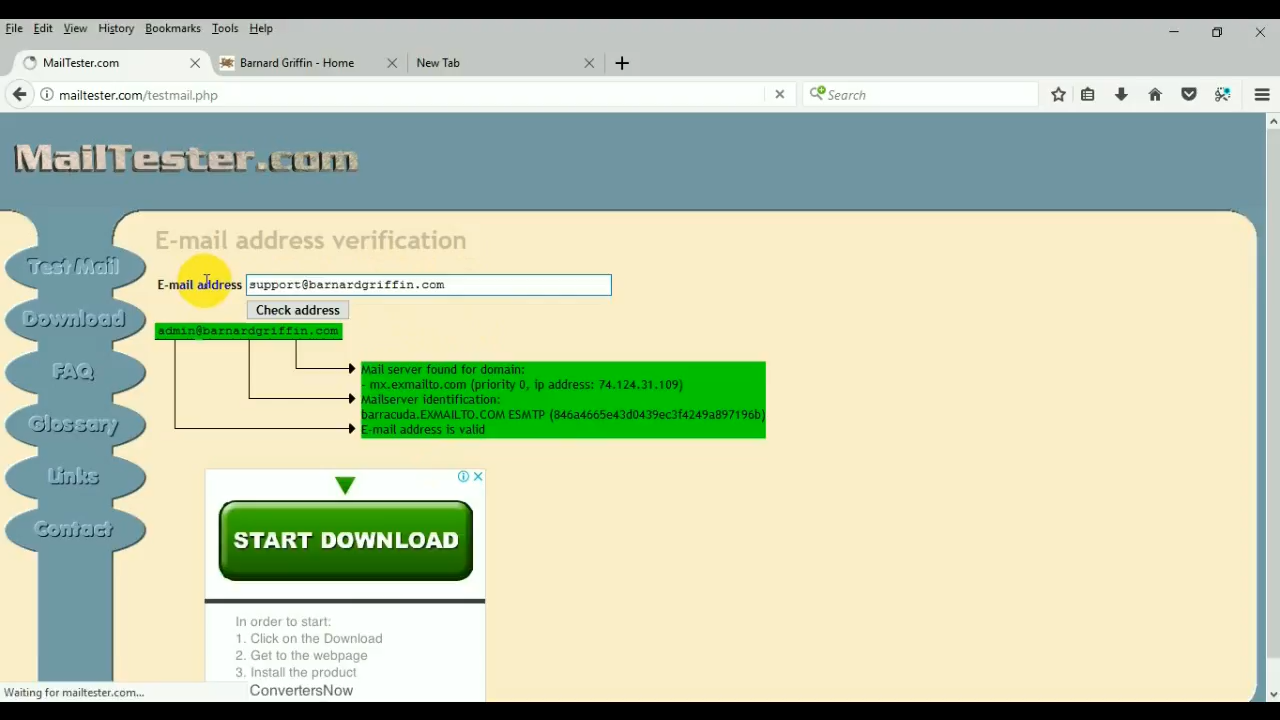 File Edit View History Bookmarks Tools Help
MailTester.com
Barnard Griffin - Home
New Tab
mailtester.com/testmail.php
Search
MailTester.com
E-mail address verification
E-mail address support@barnardgriffin.com
Check address
admin@barnardgriffin.com
Mail server found for domain:
- mx.exmailto.com (priority 0, ip address: 74.124.31.109)
Mailserver identification:
barracuda.EXMAILTO.COM ESMTP (846a4665e43d0439ec3f4249a897196b)
E-mail address is valid
Test Mail
Download
FAQ
Glossary
Links
Contact
START DOWNLOAD
In order to start:
1. Click on the Download
2. Get to the webpage
3. Install the product
ConvertersNow
Waiting for mailtester.com...